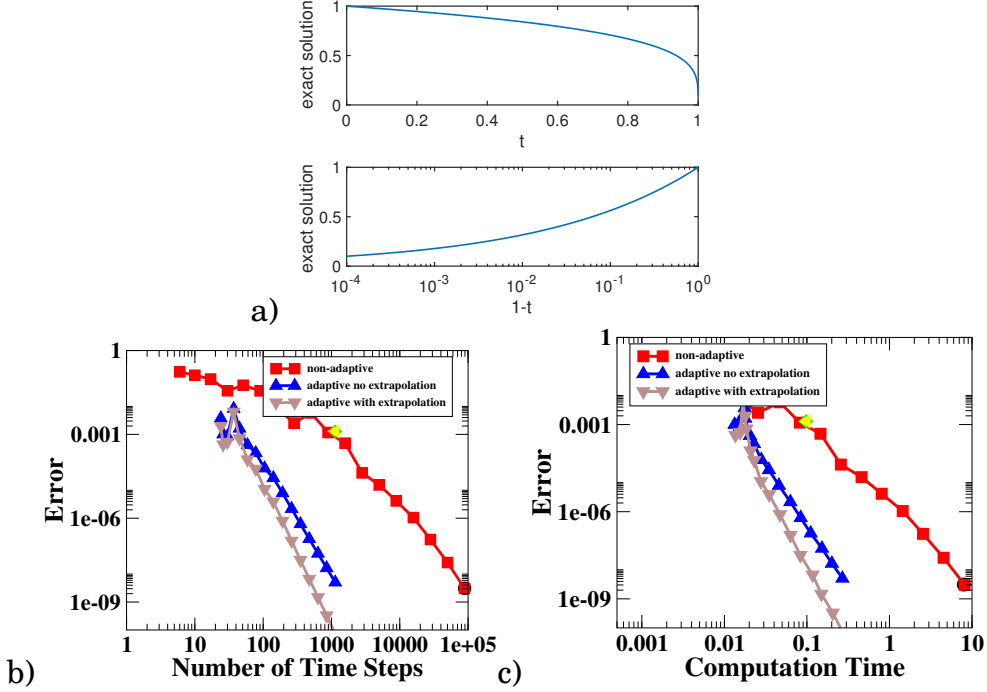 exact solution
1
0.5
0
0 0.2 0.4 0.6 0.8 1
t
exact solution
1
0.5
0
10^-4 10^-3 10^-2 10^-1 10^0
1-t
a)
Error
1
0.001
1e-06
1e-09
non-adaptive
adaptive no extrapolation
adaptive with extrapolation
1 10 100 1000 10000 1e+05
Number of Time Steps
b)
Error
1
0.001
1e-06
1e-09
non-adaptive
adaptive no extrapolation
adaptive with extrapolation
0.001 0.01 0.1 1 10
Computation Time
c)